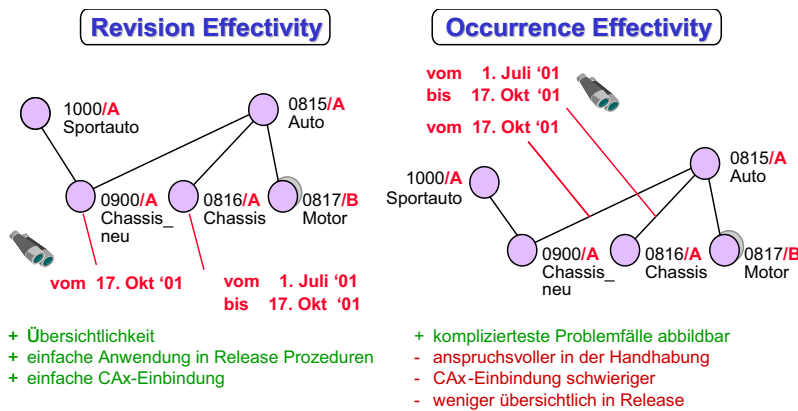 Revision Effectivity
1000/A
Sportauto
0815/A
Auto
0900/A
Chassis_
neu
0816/A
Chassis
0817/B
Motor
vom 17. Okt ‘01
vom 1. Juli ‘01
bis 17. Okt ‘01
+ Übersichtlichkeit
+ einfache Anwendung in Release Prozeduren
+ einfache CAx-Einbindung
Occurrence Effectivity
vom 1. Juli ‘01
bis 17. Okt ‘01
vom 17. Okt ‘01
1000/A
Sportauto
0815/A
Auto
0900/A
Chassis_
neu
0816/A
Chassis
0817/B
Motor
+ komplizierteste Problemfälle abbildbar
- anspruchsvoller in der Handhabung
- CAx-Einbindung schwieriger
- weniger übersichtlich in Release